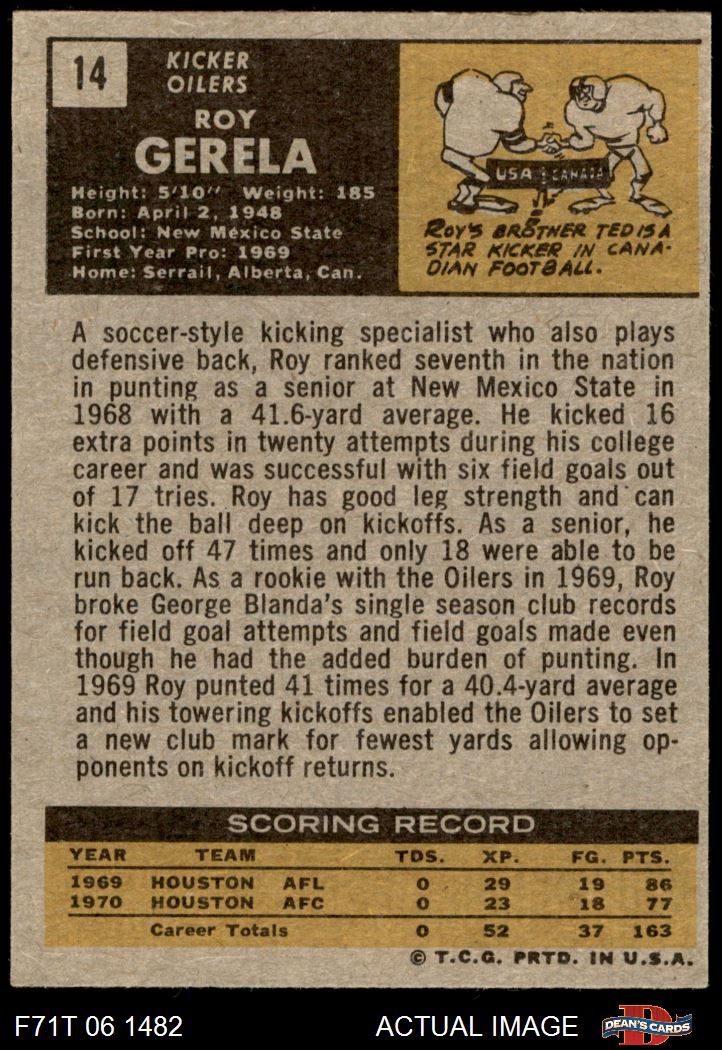 14
KICKER
OILERS
ROY
GERELA
Height: 5'10" Weight: 185
Born: April 2, 1948
School: New Mexico State
First Year Pro: 1969
Home: Serrail, Alberta, Can.
USA CANADA
ROY'S BROTHER TED IS A
STAR KICKER IN CANA-
DIAN FOOTBALL.
A soccer-style kicking specialist who also plays
defensive back, Roy ranked seventh in the nation
in punting as a senior at New Mexico State in
1968 with a 41.6-yard average. He kicked 16
extra points in twenty attempts during his college
career and was successful with six field goals out
of 17 tries. Roy has good leg strength and can
kick the ball deep on kickoffs. As a senior, he
kicked off 47 times and only 18 were able to be
run back. As a rookie with the Oilers in 1969, Roy
broke George Blanda's single season club records
for field goal attempts and field goals made even
though he had the added burden of punting. In
1969 Roy punted 41 times for a 40.4-yard average
and his towering kickoffs enabled the Oilers to set
a new club mark for fewest yards allowing op-
ponents on kickoff returns.
SCORING RECORD
YEAR TEAM TDS. XP. FG. PTS.
1969 HOUSTON AFL 0 29 19 86
1970 HOUSTON AFC 0 23 18 77
Career Totals 0 52 37 163
© T.C.G. PRTD. IN U.S.A.
F71T 06 1482 ACTUAL IMAGE D DEAN'S CARDS